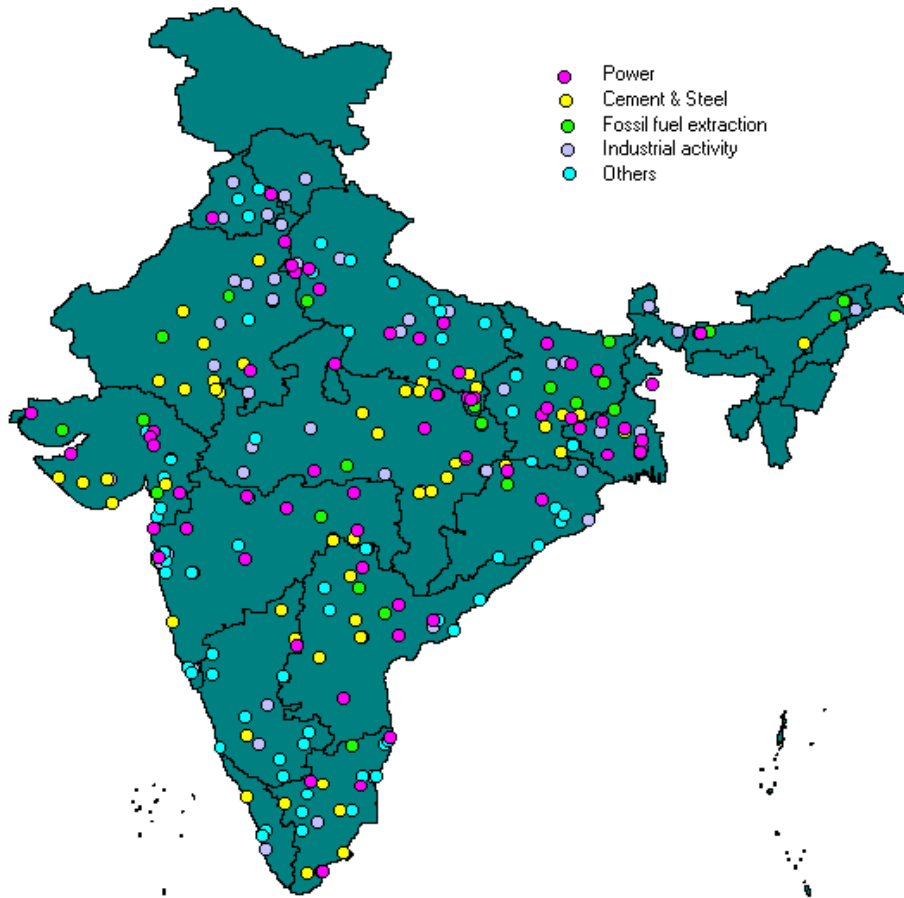 Power
Cement & Steel
Fossil fuel extraction
Industrial activity
Others